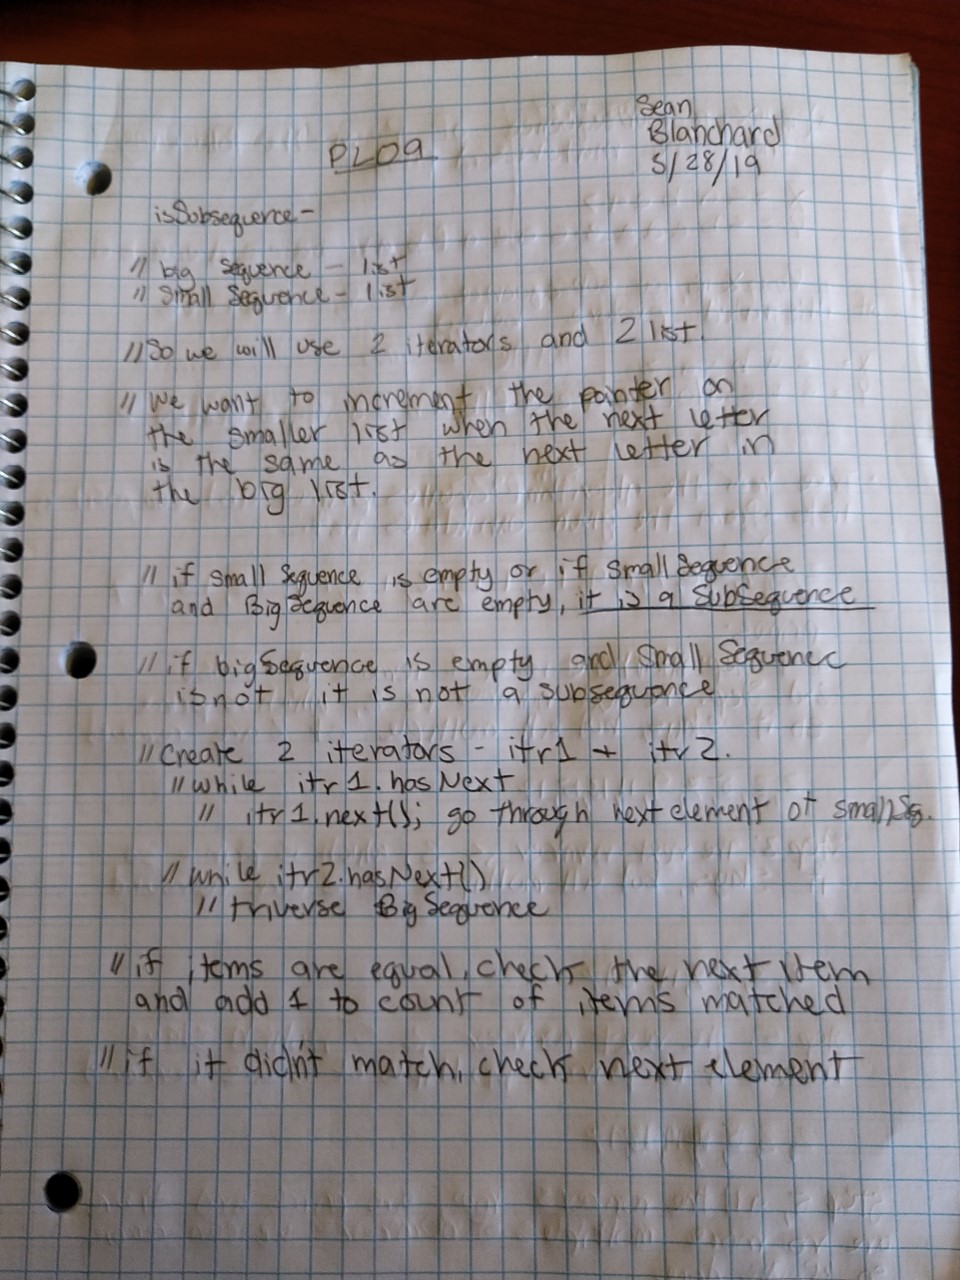 Sean
Blanchard
5/28/19
PL09
isSubsequence-
// big Sequence - list
// Small Sequence - list
// So we will use 2 iterators and 2 list.
// We want to increment the pointer on
the smaller list when the next letter
is the same as the next letter in
the big list.
// if small Sequence is empty or if small Sequence
and Big Sequence are empty, it is a SubSequence
// if big Sequence is empty and Small Sequenec
is not it is not a subsequance
// Create 2 iterators - itr1 + itr2.
// while itr1.hasNext
// itr1.next(); go through next element of smallSq.
// while itr2.hasNext()
// triverse BigSequence
// if items are equal, check the next item
and add 1 to count of items matched
// if it didn't match, check next element